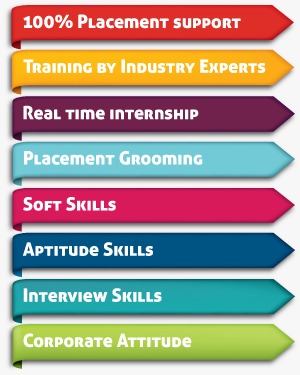 100% Placement support
Training by Industry Experts
Real time internship
Placement Grooming
Soft Skills
Aptitude Skills
Interview Skills
Corporate Attitude